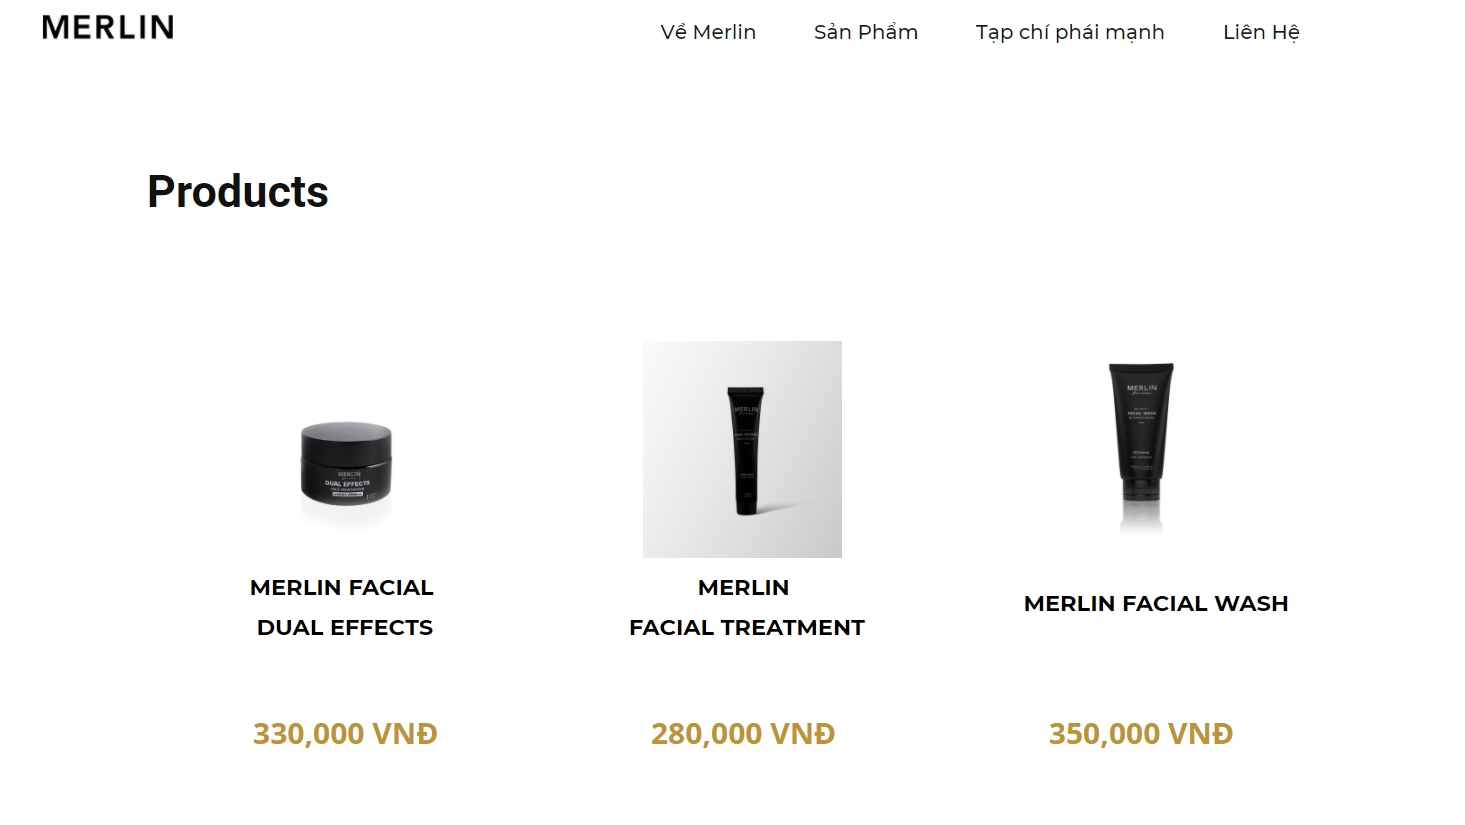 MERLIN
Về Merlin
Sản Phẩm
Tạp chí phái mạnh
Liên Hệ
Products
MERLIN
DUAL EFFECTS
MERLIN
MERLIN
FACIAL WASH
MERLIN FACIAL
DUAL EFFECTS
MERLIN
FACIAL TREATMENT
MERLIN FACIAL WASH
330,000 VNĐ
280,000 VNĐ
350,000 VNĐ